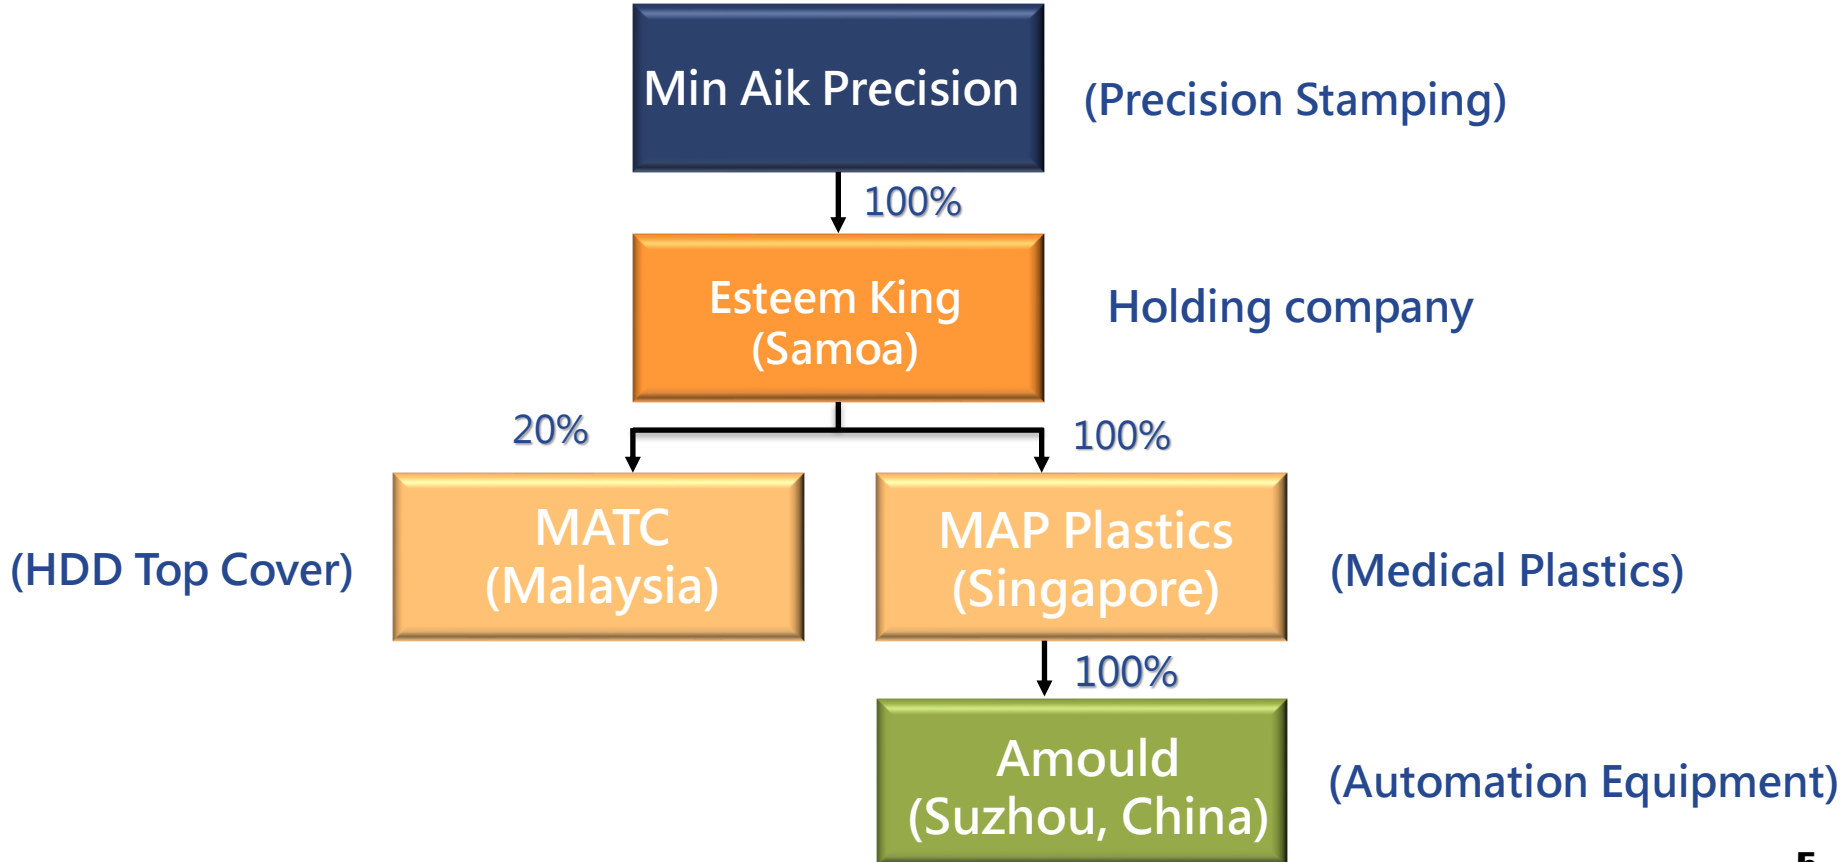 Min Aik Precision
(Precision Stamping)
100%
Esteem King
(Samoa)
Holding company
20%
100%
MATC
(Malaysia)
(HDD Top Cover)
MAP Plastics
(Singapore)
(Medical Plastics)
100%
Amould
(Suzhou, China)
(Automation Equipment)